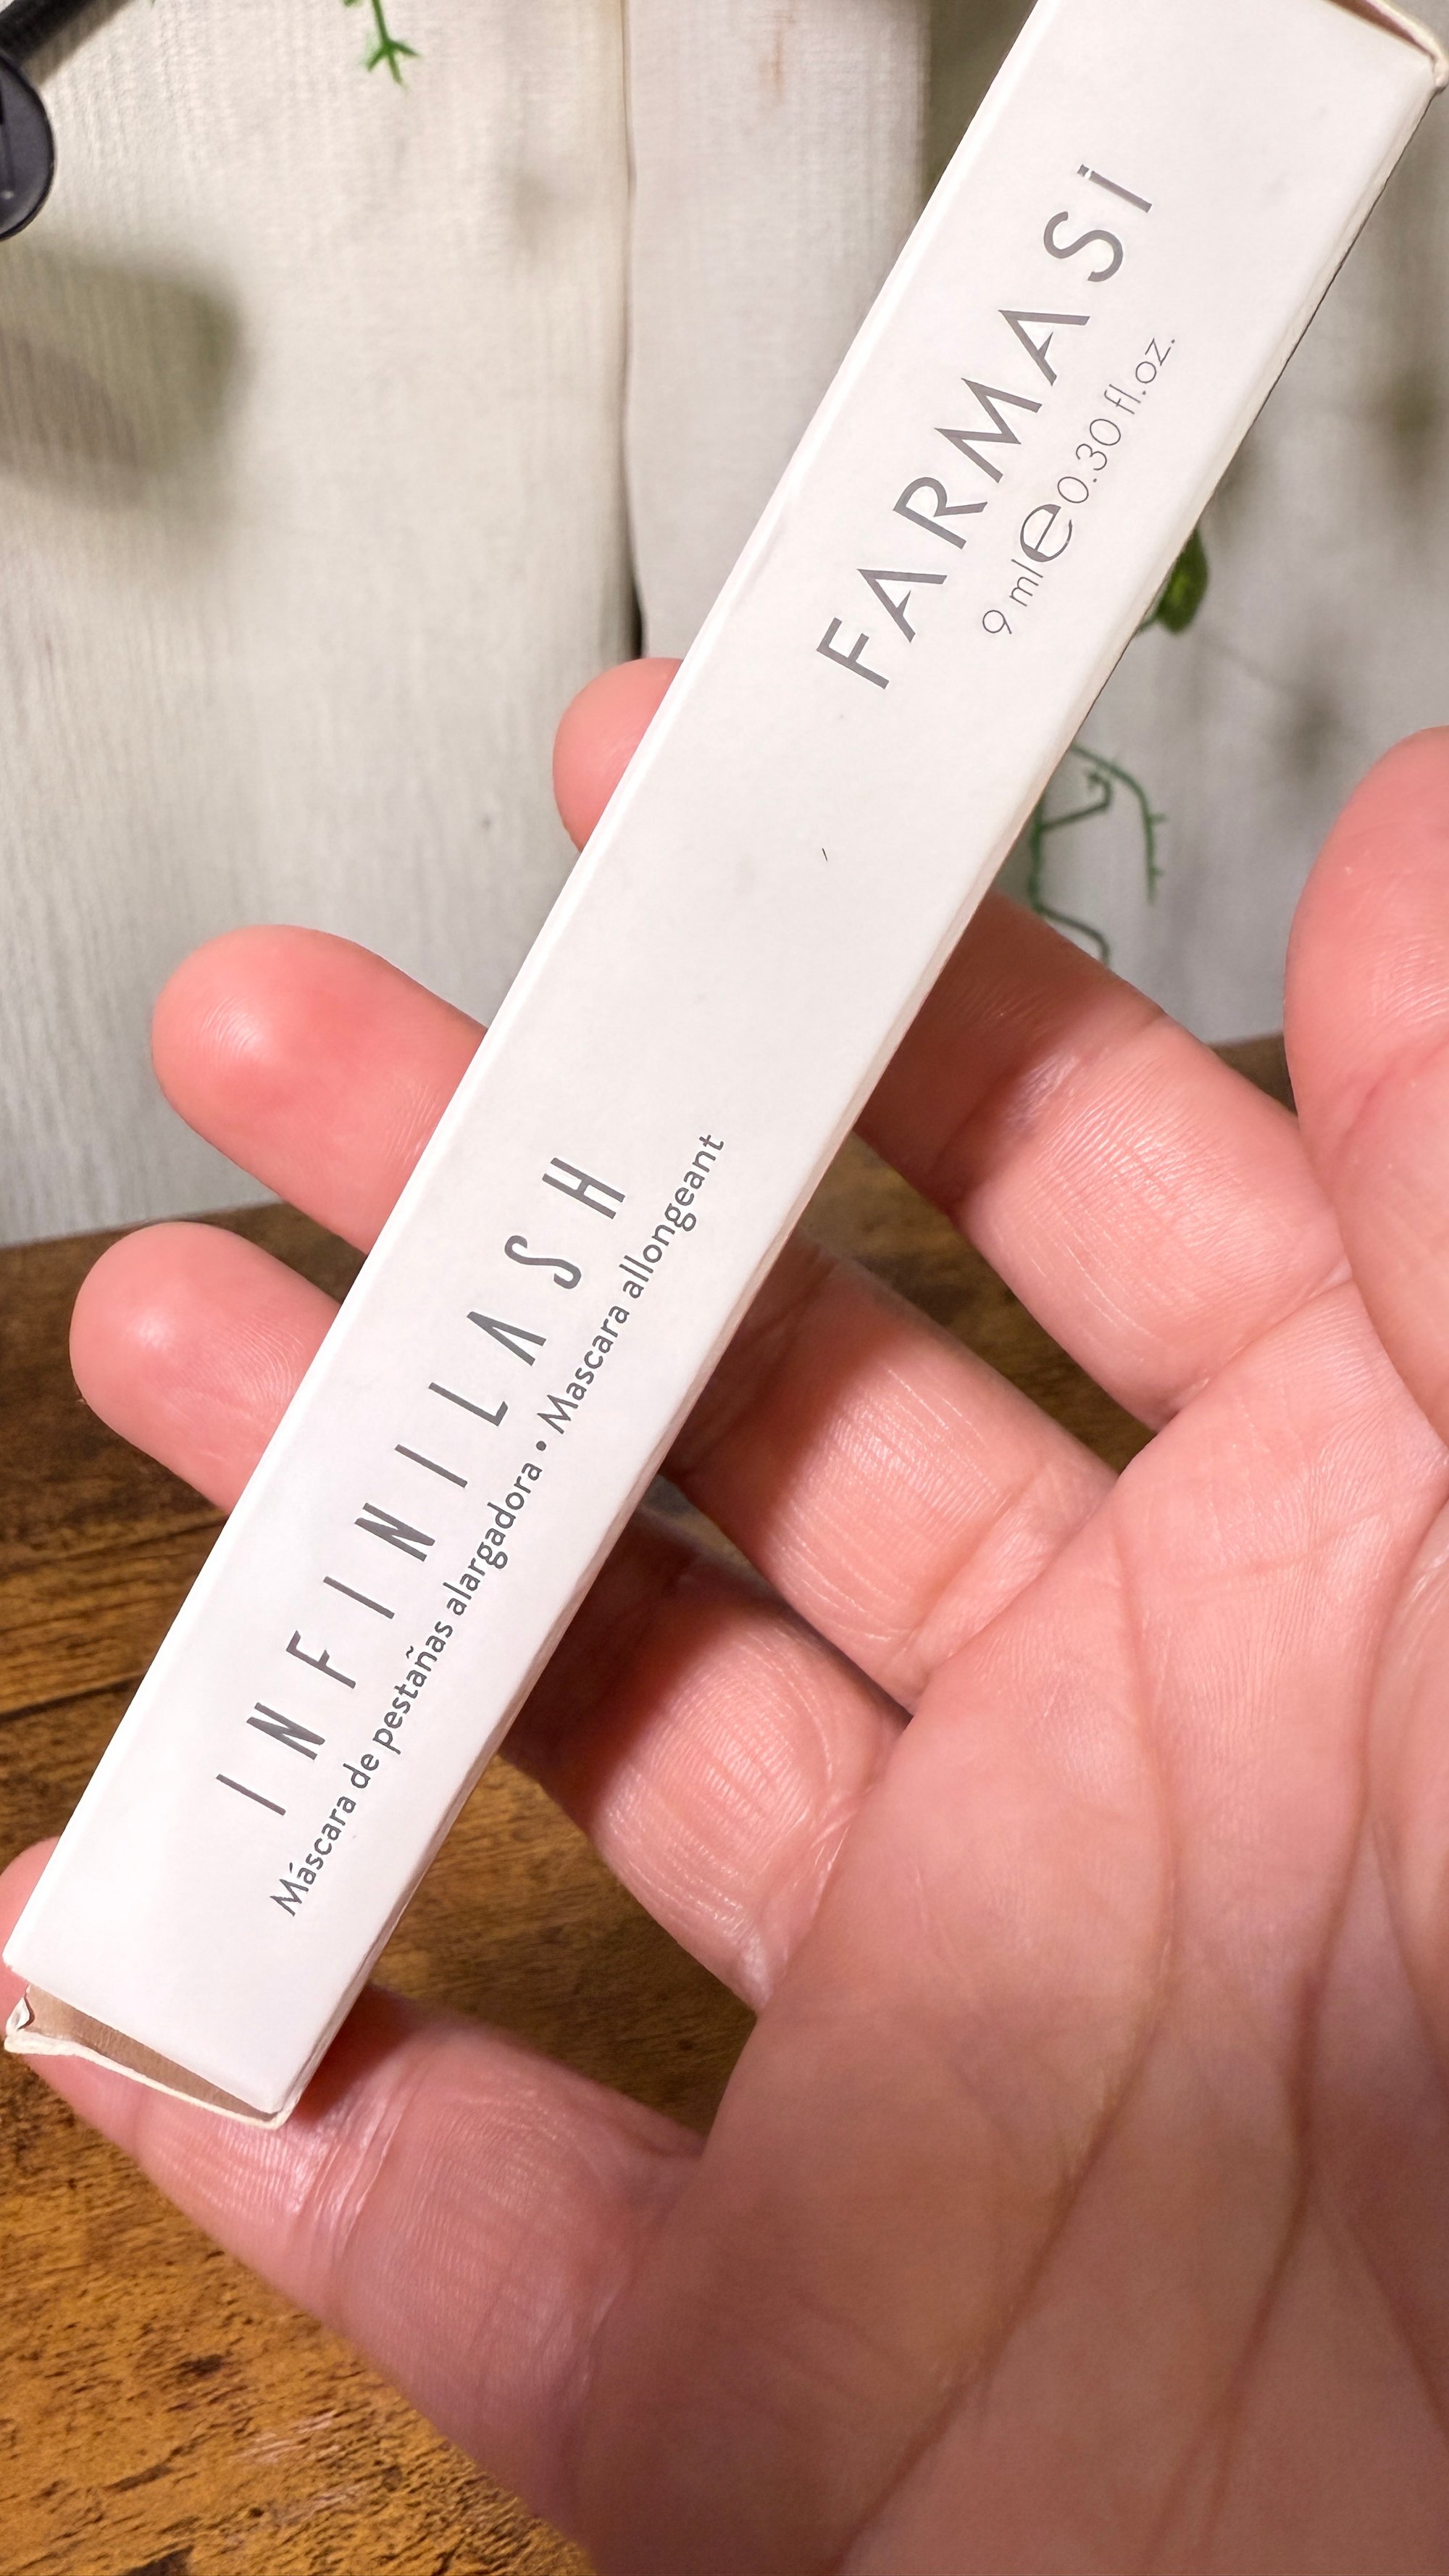 INFINILASH
Máscara de pestañas alargadora • Mascara allongeant
FARMASi
9 ml℮0.30 fl.oz.